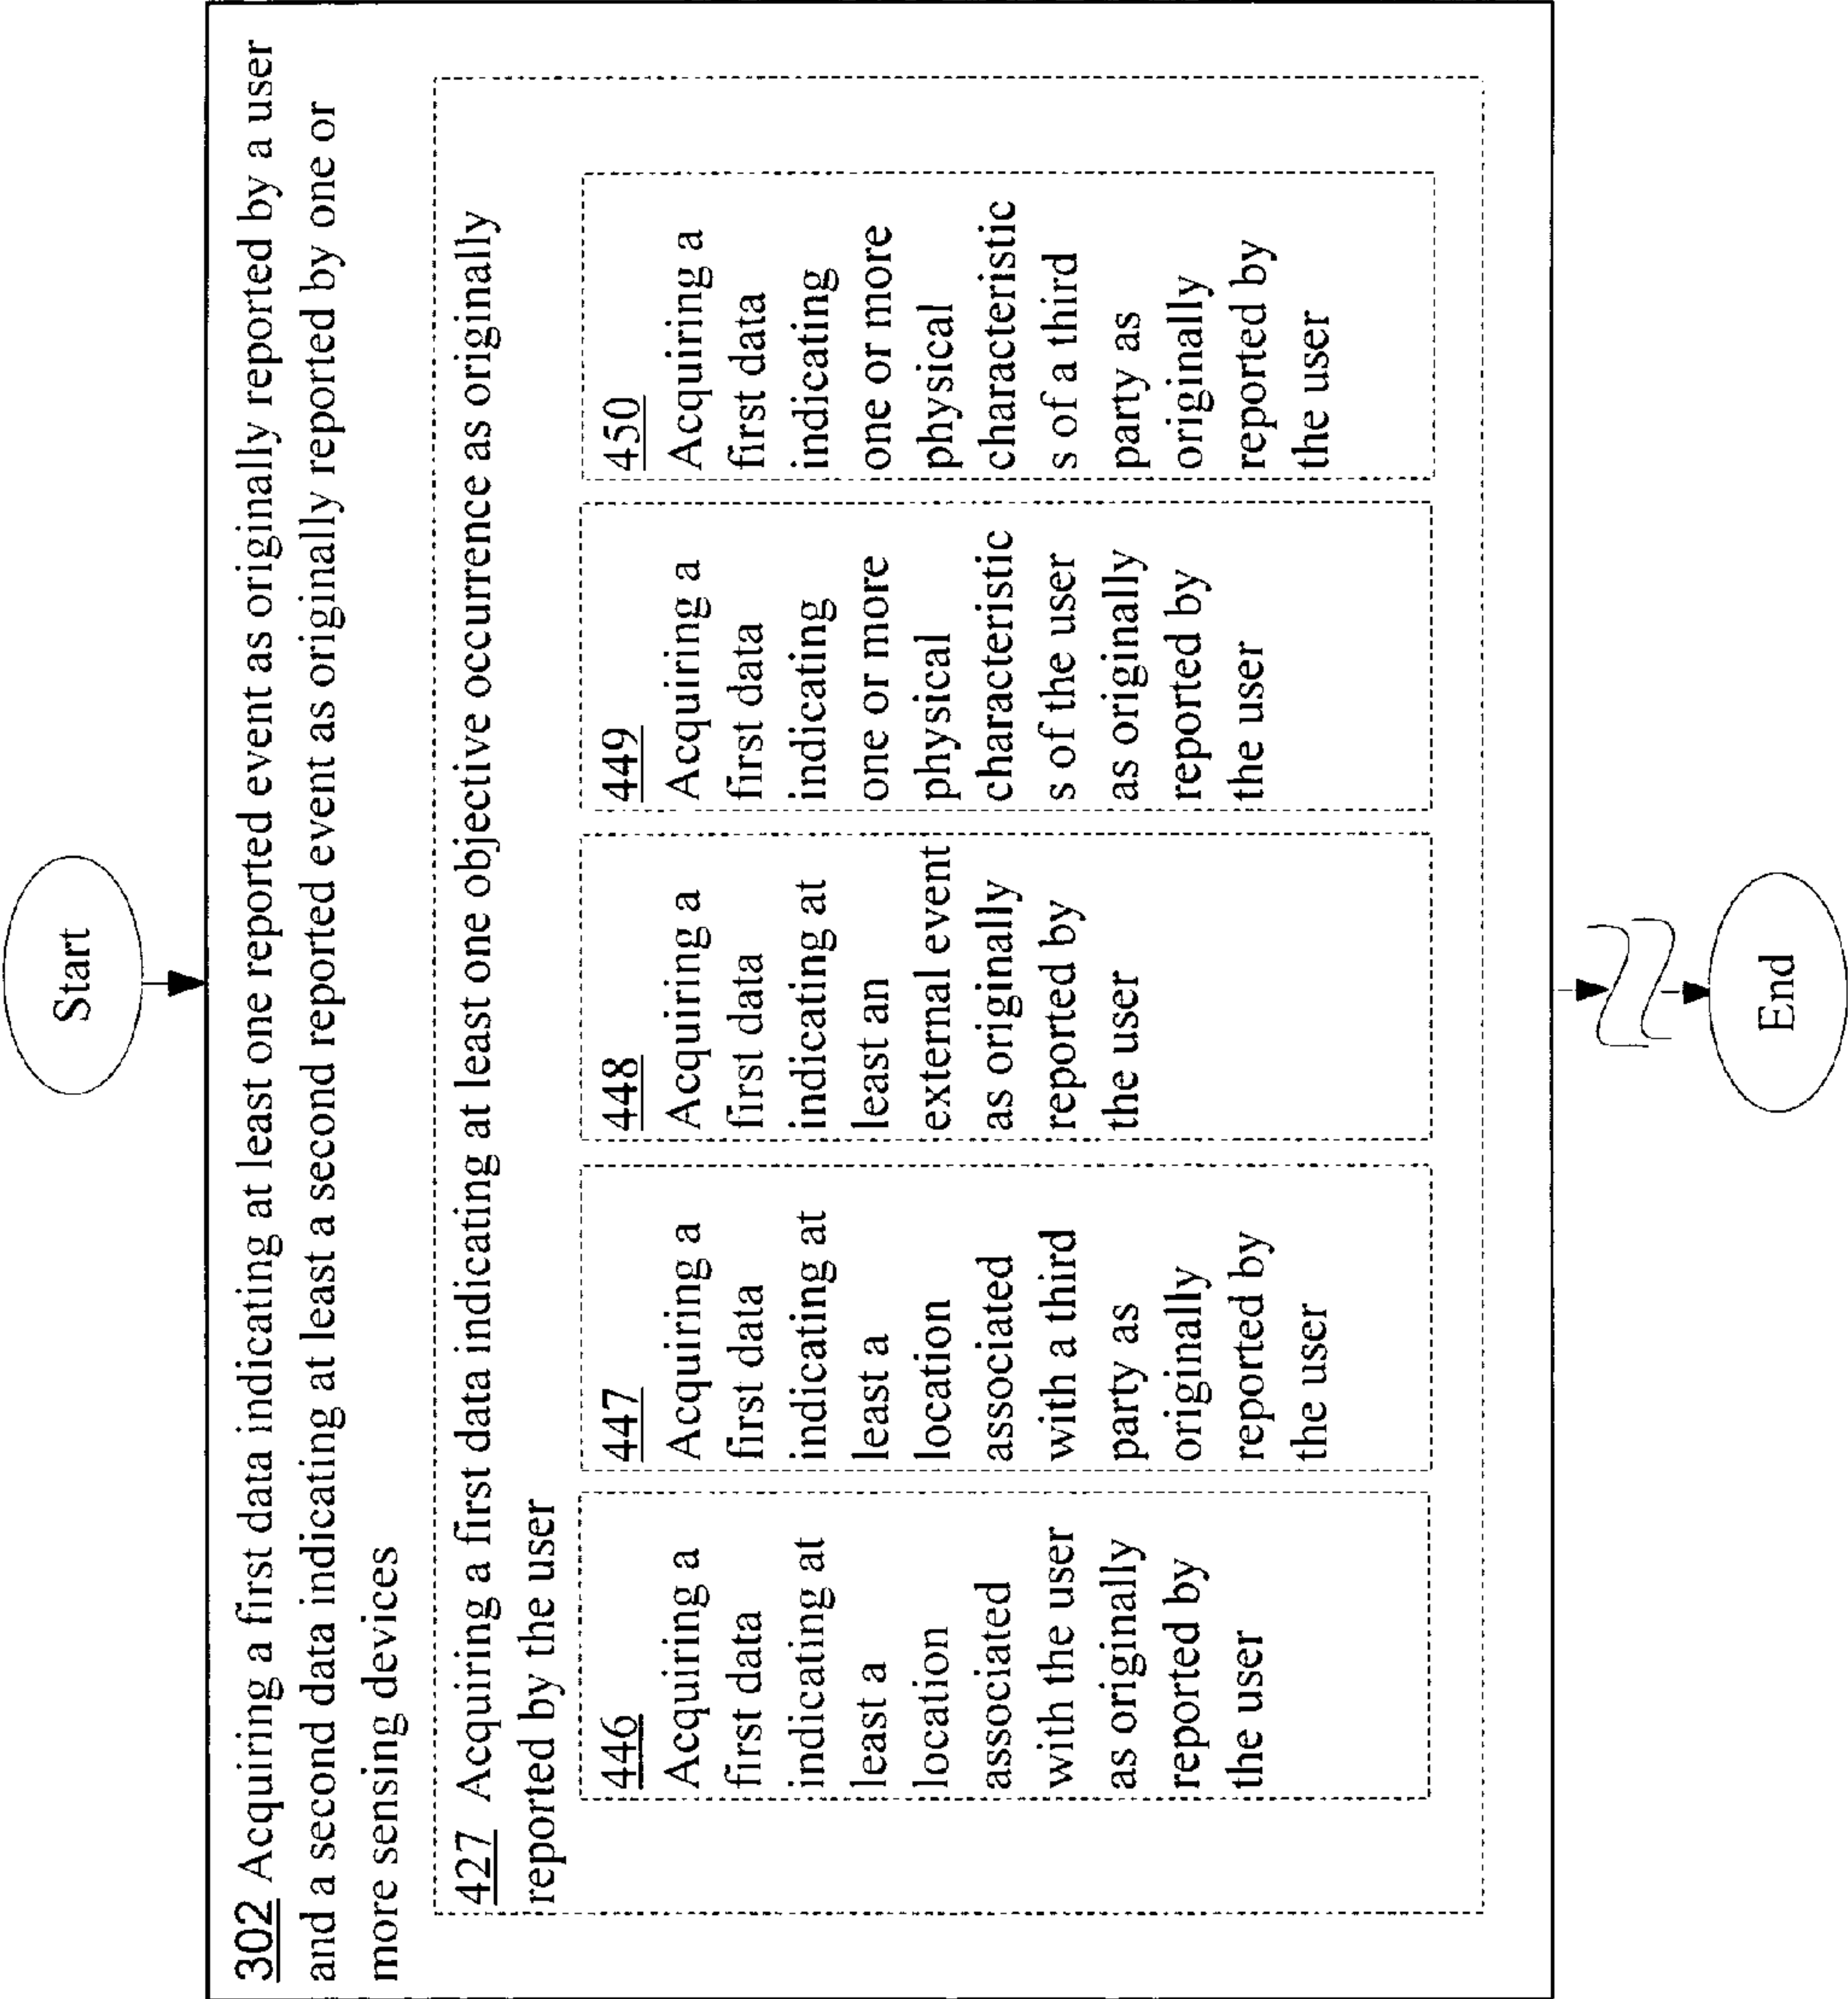 Start
302 Acquiring a first data indicating at least one reported event as originally reported by a user
and a second data indicating at least a second reported event as originally reported by one or
more sensing devices
427 Acquiring a first data indicating at least one objective occurrence as originally
reported by the user
446
Acquiring a
first data
indicating at
least a
location
associated
with the user
as originally
reported by
the user
447
Acquiring a
first data
indicating at
least a
location
associated
with a third
party as
originally
reported by
the user
448
Acquiring a
first data
indicating at
least an
external event
as originally
reported by
the user
449
Acquiring a
first data
indicating
one or more
physical
characteristic
s of the user
as originally
reported by
the user
450
Acquiring a
first data
indicating
one or more
physical
characteristic
s of a third
party as
originally
reported by
the user
End